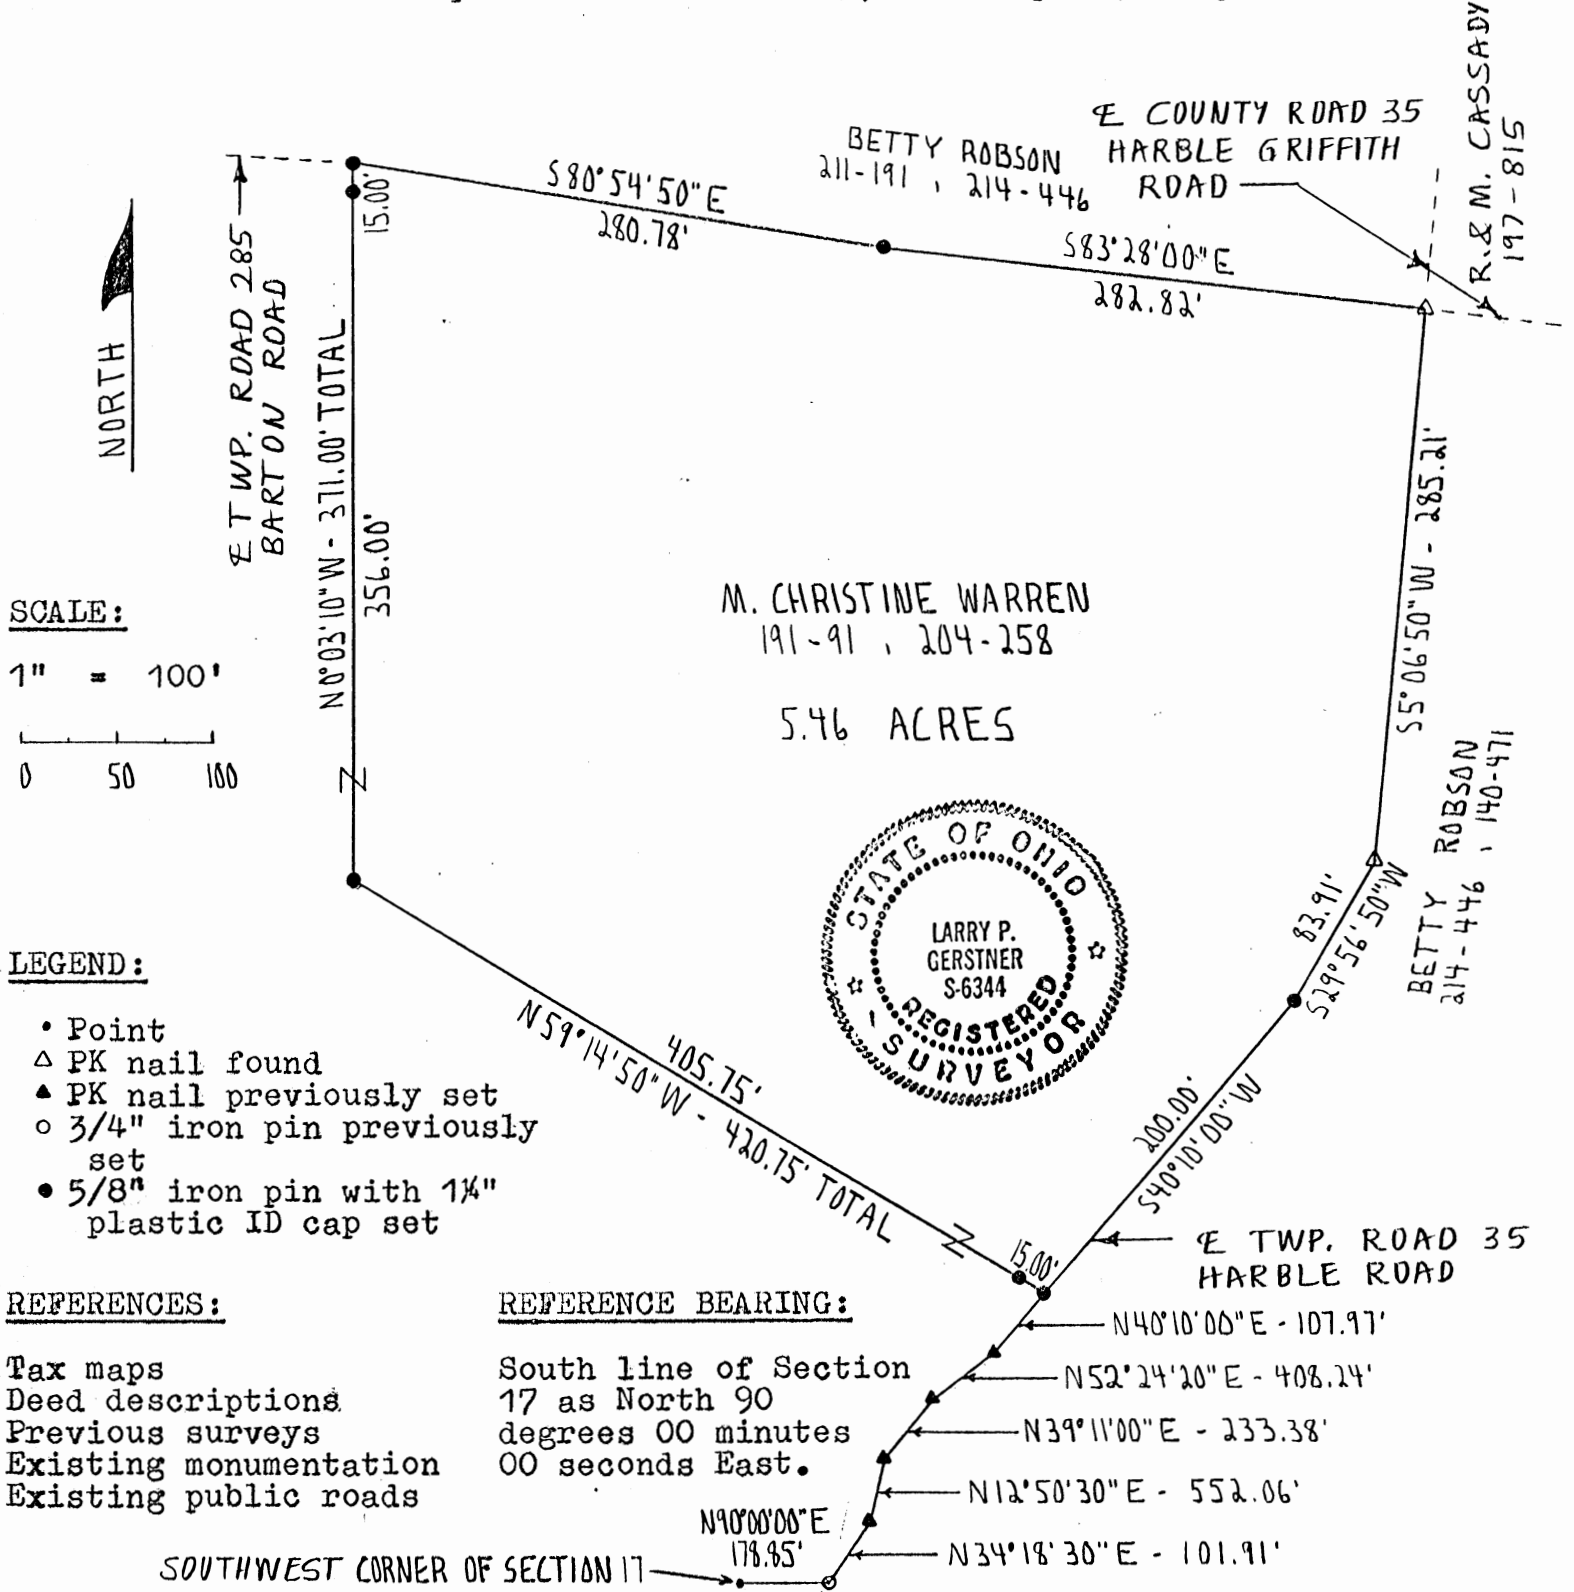 R. & M. CASSADY
197-815
℄ COUNTY ROAD 35
HARBLE GRIFFITH
ROAD
BETTY ROBSON
211-191 , 214-446
S80°54'50"E
280.78'
S83°28'00"E
282.82'
15.00'
NORTH
℄ TWP. ROAD 285
BARTON ROAD
N0°03'10"W - 371.00' TOTAL
356.00'
S5°06'50"W - 285.21'
M. CHRISTINE WARREN
191-91 , 204-258
5.46 ACRES
SCALE:
1" = 100'
0 50 100
BETTY ROBSON
214-446 , 140-471
83.91'
S29°56'50"W
STATE OF OHIO
LARRY P.
GERSTNER
S-6344
REGISTERED
SURVEYOR
LEGEND:
• Point
△ PK nail found
▲ PK nail previously set
○ 3/4" iron pin previously
set
● 5/8" iron pin with 1¼"
plastic ID cap set
405.75'
N59°14'50"W - 420.75' TOTAL
15.00'
200.00'
S40°10'00"W
℄ TWP. ROAD 35
HARBLE ROAD
REFERENCES:
Tax maps
Deed descriptions
Previous surveys
Existing monumentation
Existing public roads
REFERENCE BEARING:
South line of Section
17 as North 90
degrees 00 minutes
00 seconds East.
N40°10'00"E - 107.97'
N52°24'20"E - 408.24'
N39°11'00"E - 233.38'
N12°50'30"E - 552.06'
N34°18'30"E - 101.91'
N90°00'00"E
178.85'
SOUTHWEST CORNER OF SECTION 17